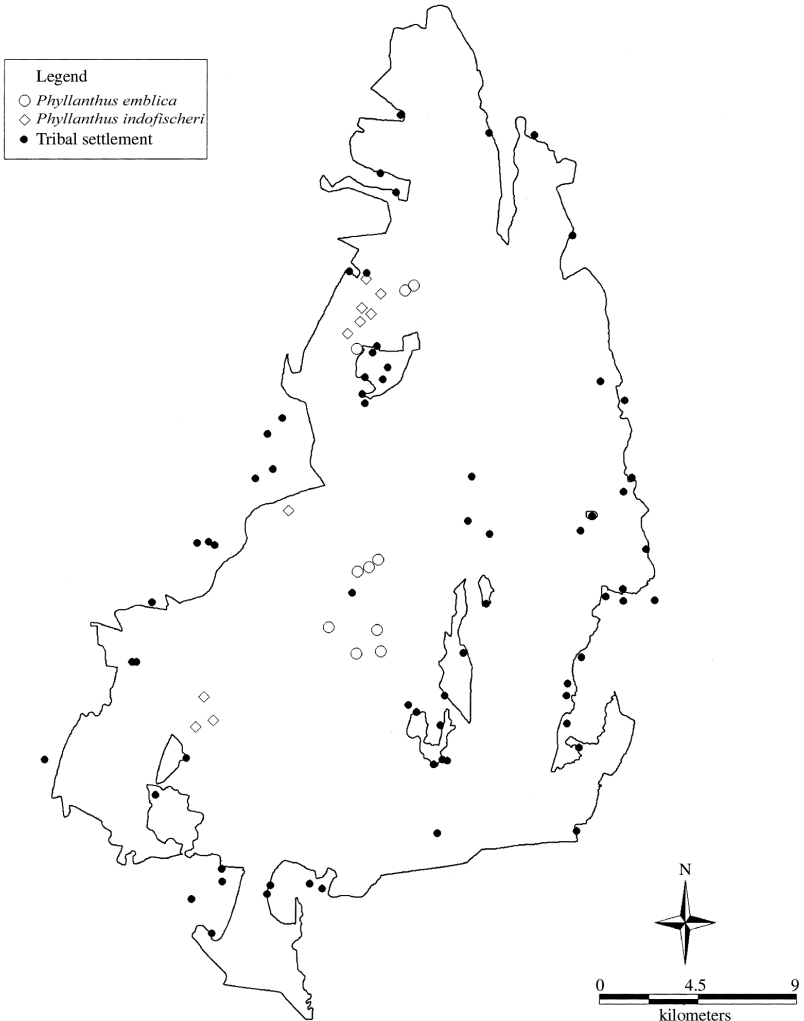 Legend
Phyllanthus emblica
Phyllanthus indofischeri
Tribal settlement
N
0 4.5 9
kilometers